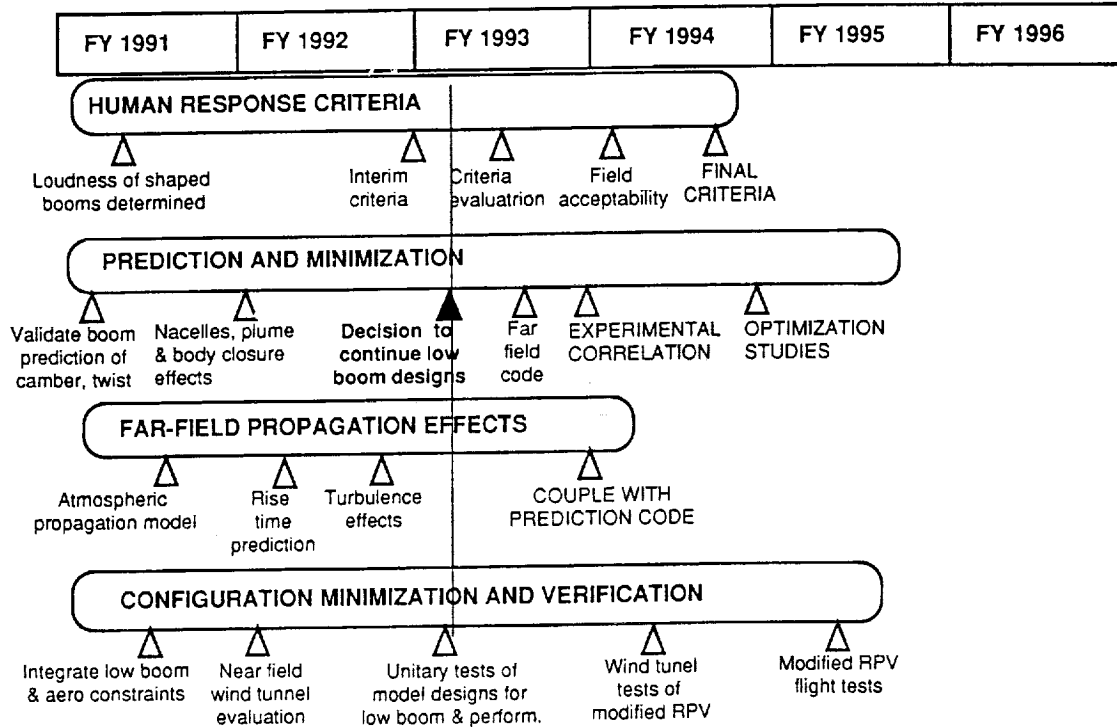 FY 1991 FY 1992 FY 1993 FY 1994 FY 1995 FY 1996
HUMAN RESPONSE CRITERIA
Loudness of shaped
booms determined
Interim
criteria
Criteria
evaluatrion
Field
acceptability
FINAL
CRITERIA
PREDICTION AND MINIMIZATION
Validate boom
prediction of
camber, twist
Nacelles, plume
& body closure
effects
Decision to
continue low
boom designs
Far
field
code
EXPERIMENTAL
CORRELATION
OPTIMIZATION
STUDIES
FAR-FIELD PROPAGATION EFFECTS
Atmospheric
propagation model
Rise
time
prediction
Turbulence
effects
COUPLE WITH
PREDICTION CODE
CONFIGURATION MINIMIZATION AND VERIFICATION
Integrate low boom
& aero constraints
Near field
wind tunnel
evaluation
Unitary tests of
model designs for
low boom & perform.
Wind tunel
tests of
modified RPV
Modified RPV
flight tests